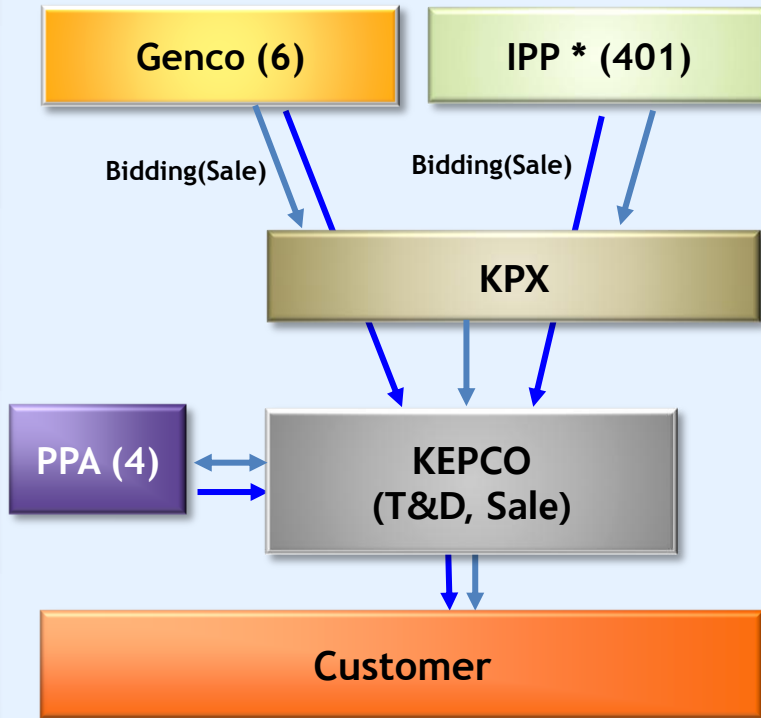 Genco (6)
IPP * (401)
Bidding(Sale)
Bidding(Sale)
KPX
PPA (4)
KEPCO
(T&D, Sale)
Customer